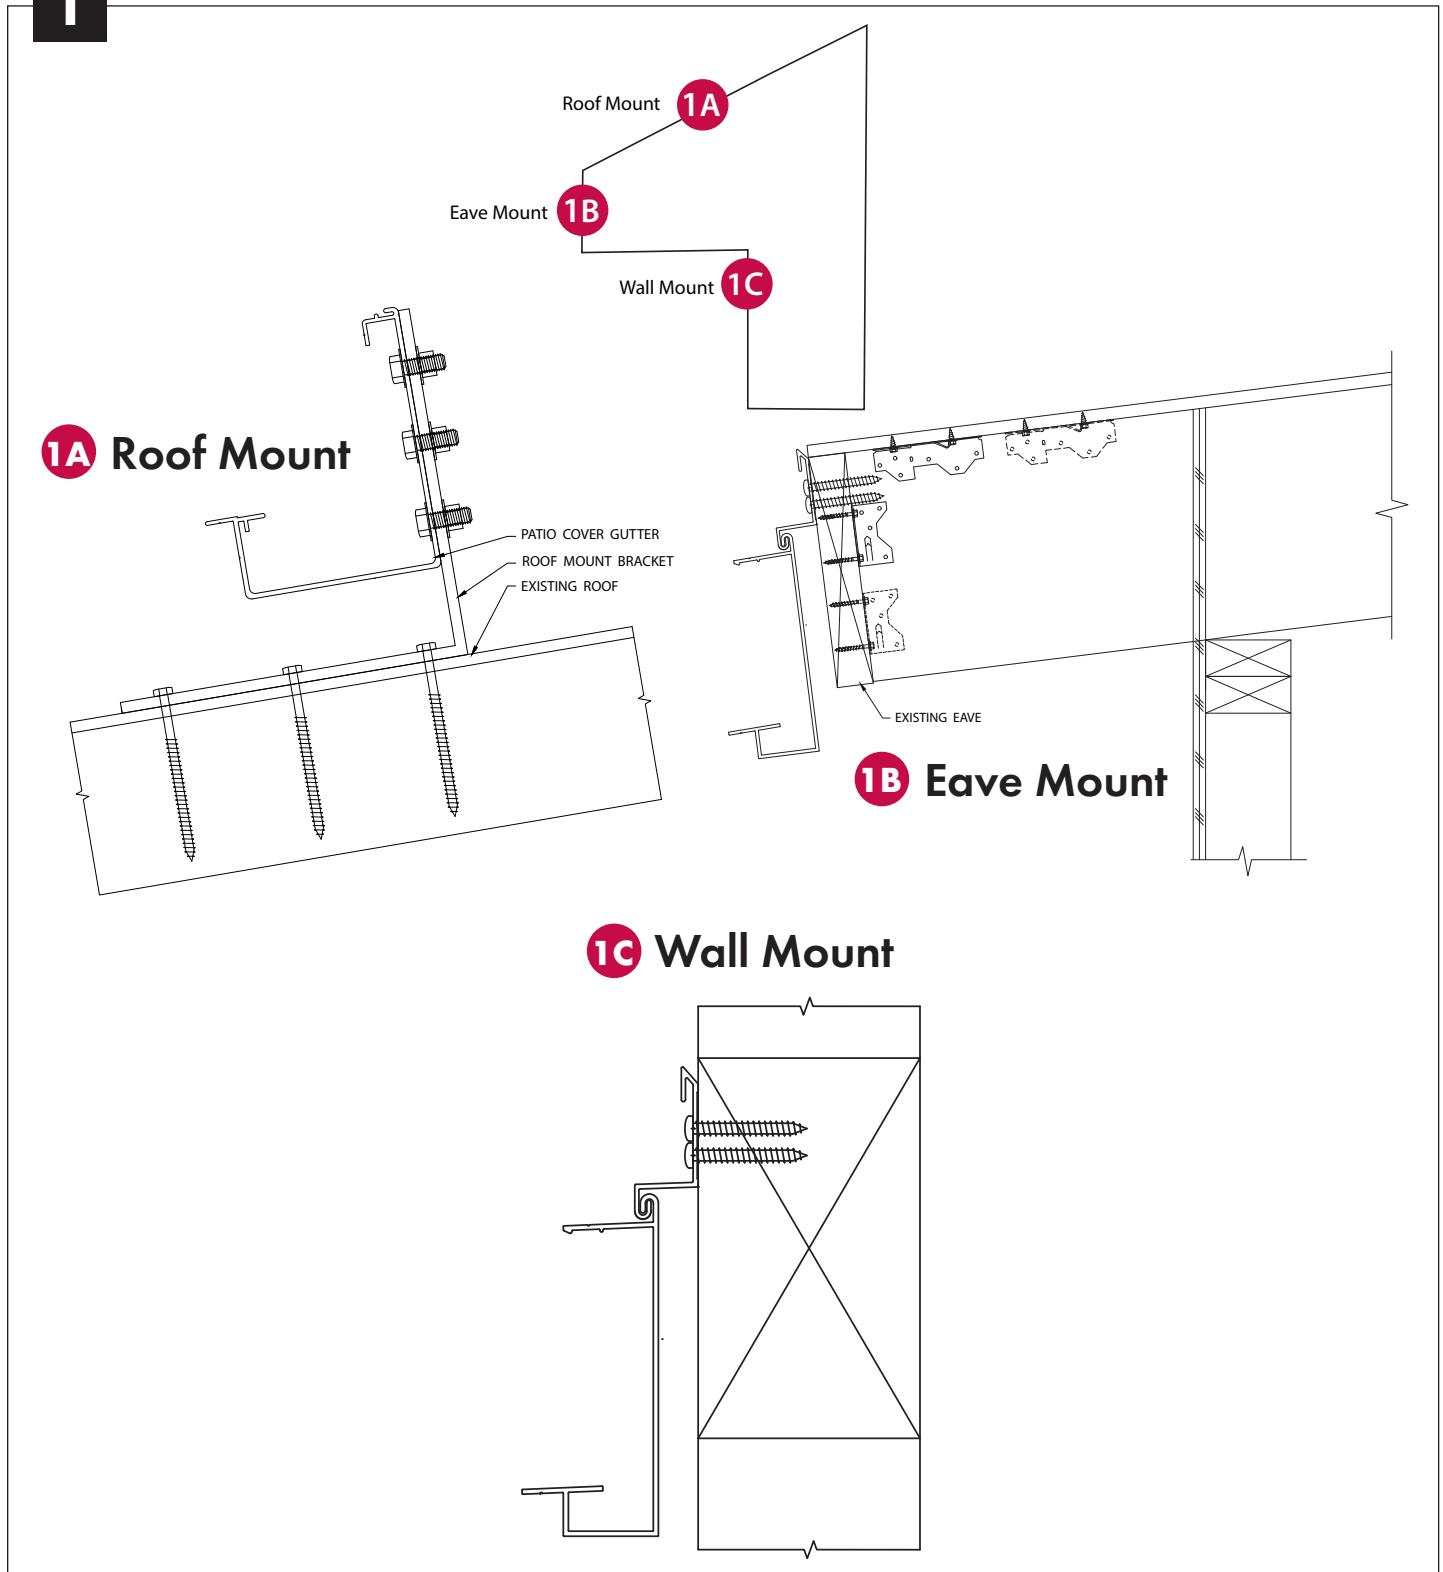 1
Roof Mount 1A
Eave Mount 1B
Wall Mount 1C
1A Roof Mount
PATIO COVER GUTTER
ROOF MOUNT BRACKET
EXISTING ROOF
EXISTING EAVE
1B Eave Mount
1C Wall Mount